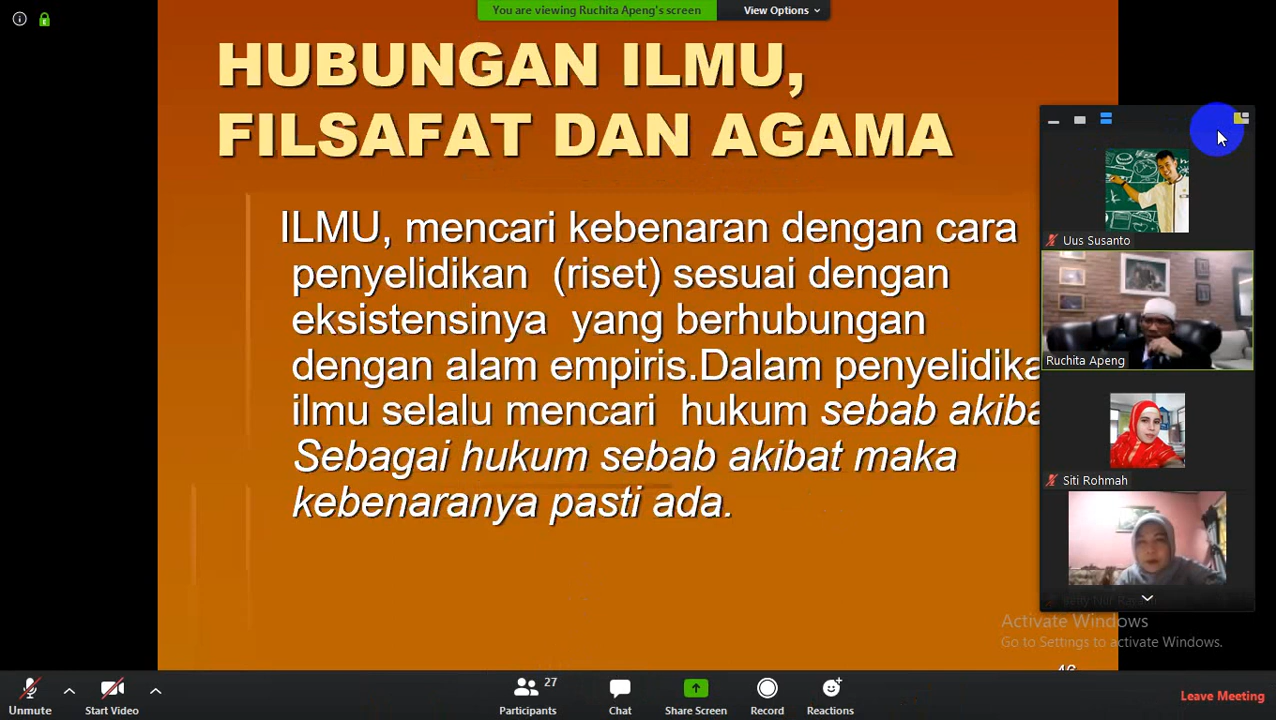 You are viewing Ruchita Apeng's screen
View Options
HUBUNGAN ILMU,
FILSAFAT DAN AGAMA
ILMU, mencari kebenaran dengan cara
penyelidikan (riset) sesuai dengan
eksistensinya yang berhubungan
dengan alam empiris.Dalam penyelidika
ilmu selalu mencari hukum sebab akiba
Sebagai hukum sebab akibat maka
kebenaranya pasti ada.
Uus Susanto
Ruchita Apeng
Siti Rohmah
Activate Windows
Go to Settings to activate Windows.
46
Unmute
Start Video
27
Participants
Chat
Share Screen
Record
Reactions
Leave Meeting